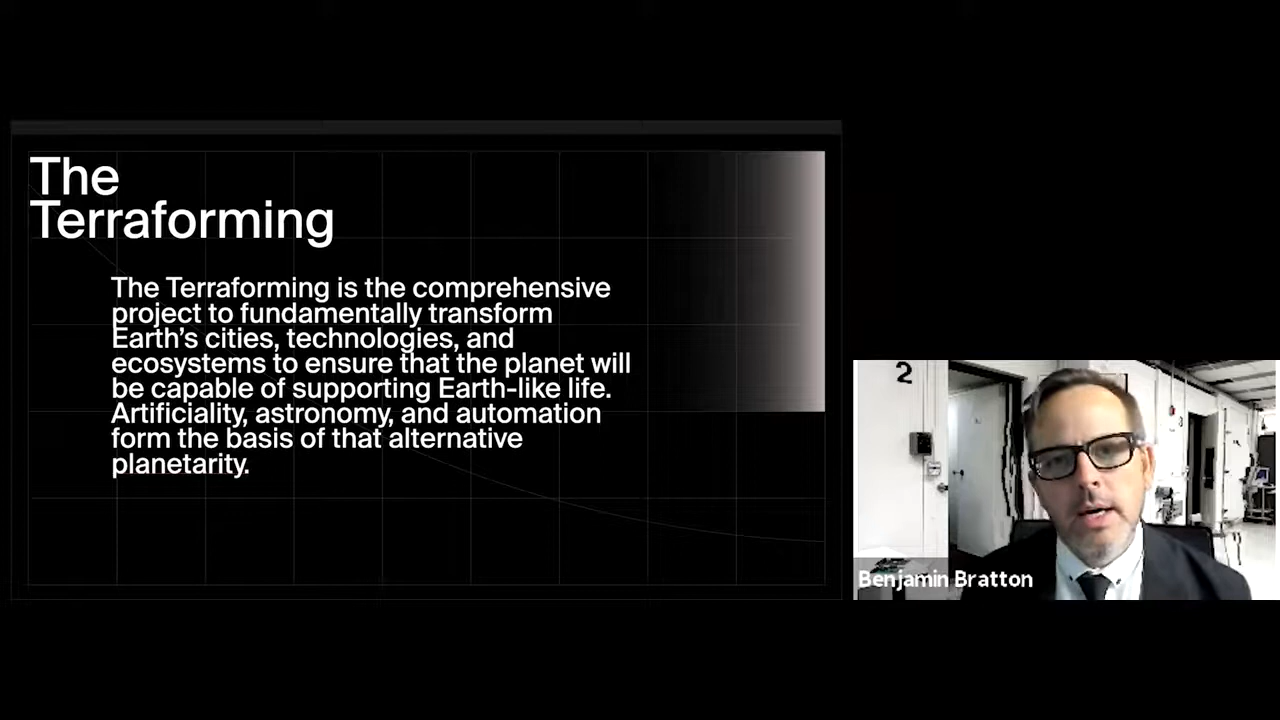 The
Terraforming
The Terraforming is the comprehensive
project to fundamentally transform
Earth's cities, technologies, and
ecosystems to ensure that the planet will
be capable of supporting Earth-like life.
Artificiality, astronomy, and automation
form the basis of that alternative
planetarity.
2
Benjamin Bratton